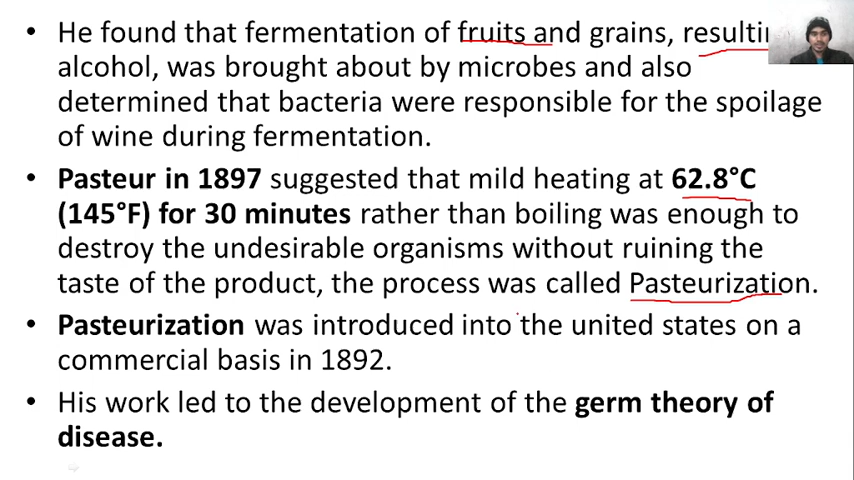 • He found that fermentation of fruits and grains, resulti
alcohol, was brought about by microbes and also
determined that bacteria were responsible for the spoilage
of wine during fermentation.
• Pasteur in 1897 suggested that mild heating at 62.8°C
(145°F) for 30 minutes rather than boiling was enough to
destroy the undesirable organisms without ruining the
taste of the product, the process was called Pasteurization.
• Pasteurization was introduced into the united states on a
commercial basis in 1892.
• His work led to the development of the germ theory of
disease.